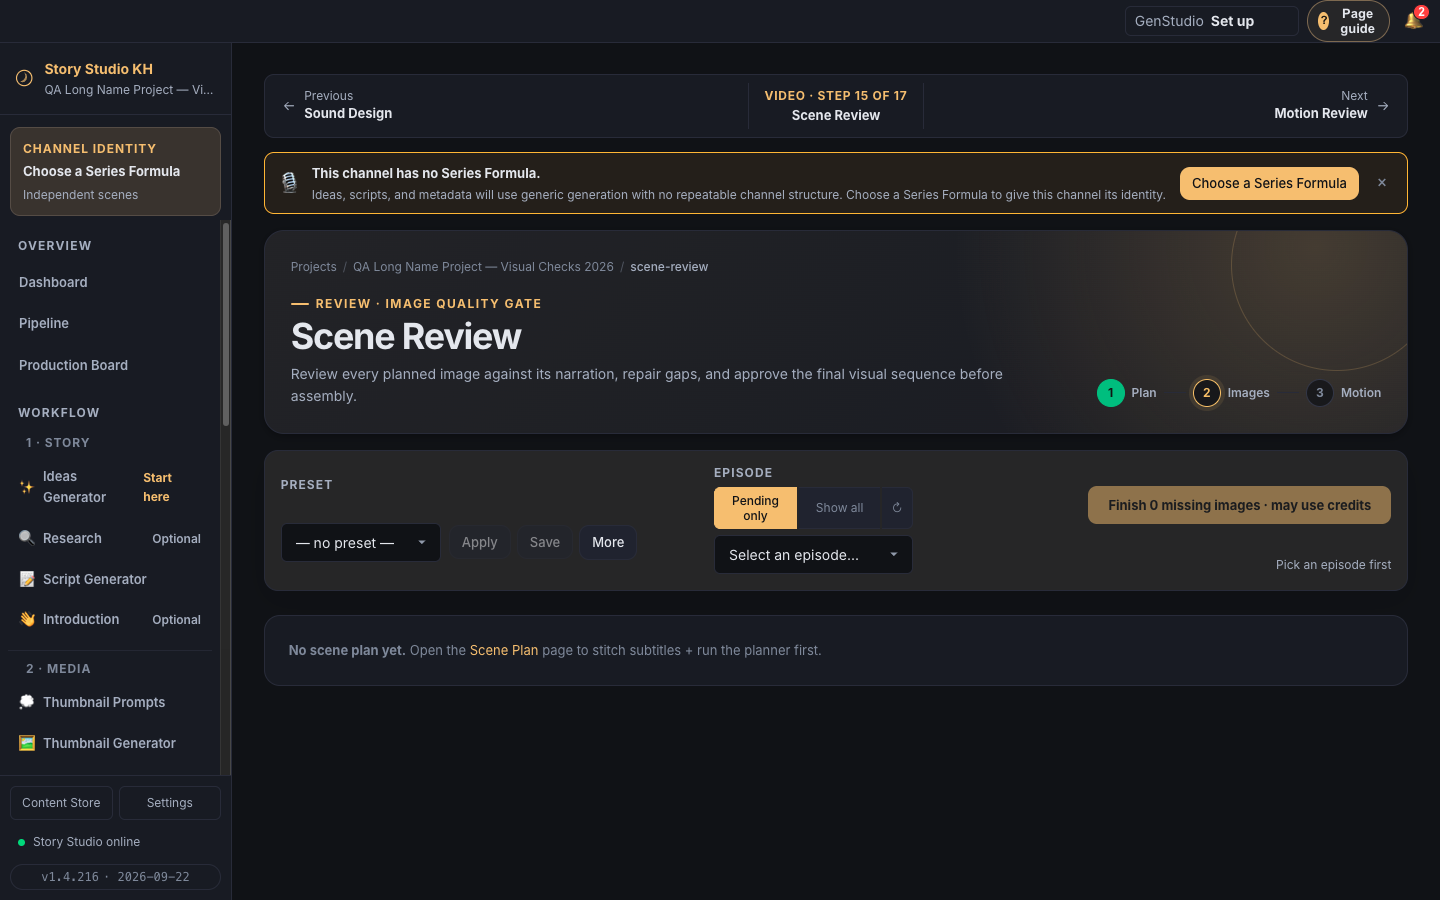 GenStudio Set up
? Page guide
2
Story Studio KH
QA Long Name Project — Vi...
CHANNEL IDENTITY
Choose a Series Formula
Independent scenes
OVERVIEW
Dashboard
Pipeline
Production Board
WORKFLOW
1 · STORY
Ideas Generator Start here
Research Optional
Script Generator
Introduction Optional
2 · MEDIA
Thumbnail Prompts
Thumbnail Generator
Content Store Settings
Story Studio online
v1.4.216 · 2026-09-22
← Previous
Sound Design
VIDEO · STEP 15 OF 17
Scene Review
Next →
Motion Review
This channel has no Series Formula.
Ideas, scripts, and metadata will use generic generation with no repeatable channel structure. Choose a Series Formula to give this channel its identity.
Choose a Series Formula ×
Projects / QA Long Name Project — Visual Checks 2026 / scene-review
REVIEW · IMAGE QUALITY GATE
Scene Review
Review every planned image against its narration, repair gaps, and approve the final visual sequence before
assembly.
1 Plan 2 Images 3 Motion
PRESET
— no preset — Apply Save More
EPISODE
Pending only Show all ↻
Select an episode...
Finish 0 missing images · may use credits
Pick an episode first
No scene plan yet. Open the Scene Plan page to stitch subtitles + run the planner first.